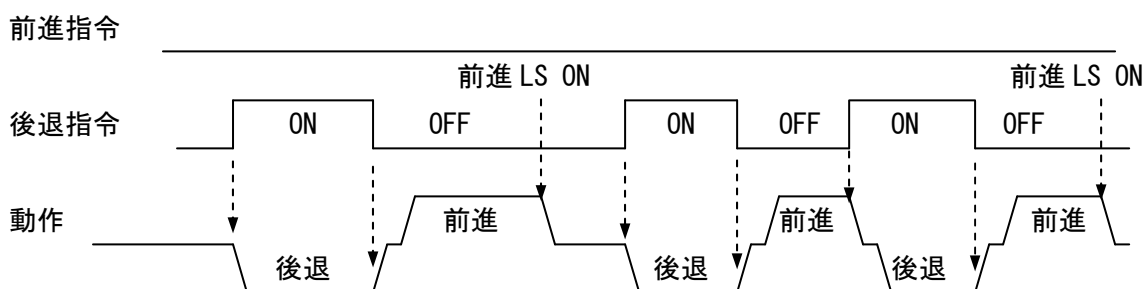 前進指令
前進 LS ON 前進 LS ON
後退指令 ON OFF ON OFF ON OFF
動作 前進 前進 前進
後退 後退 後退